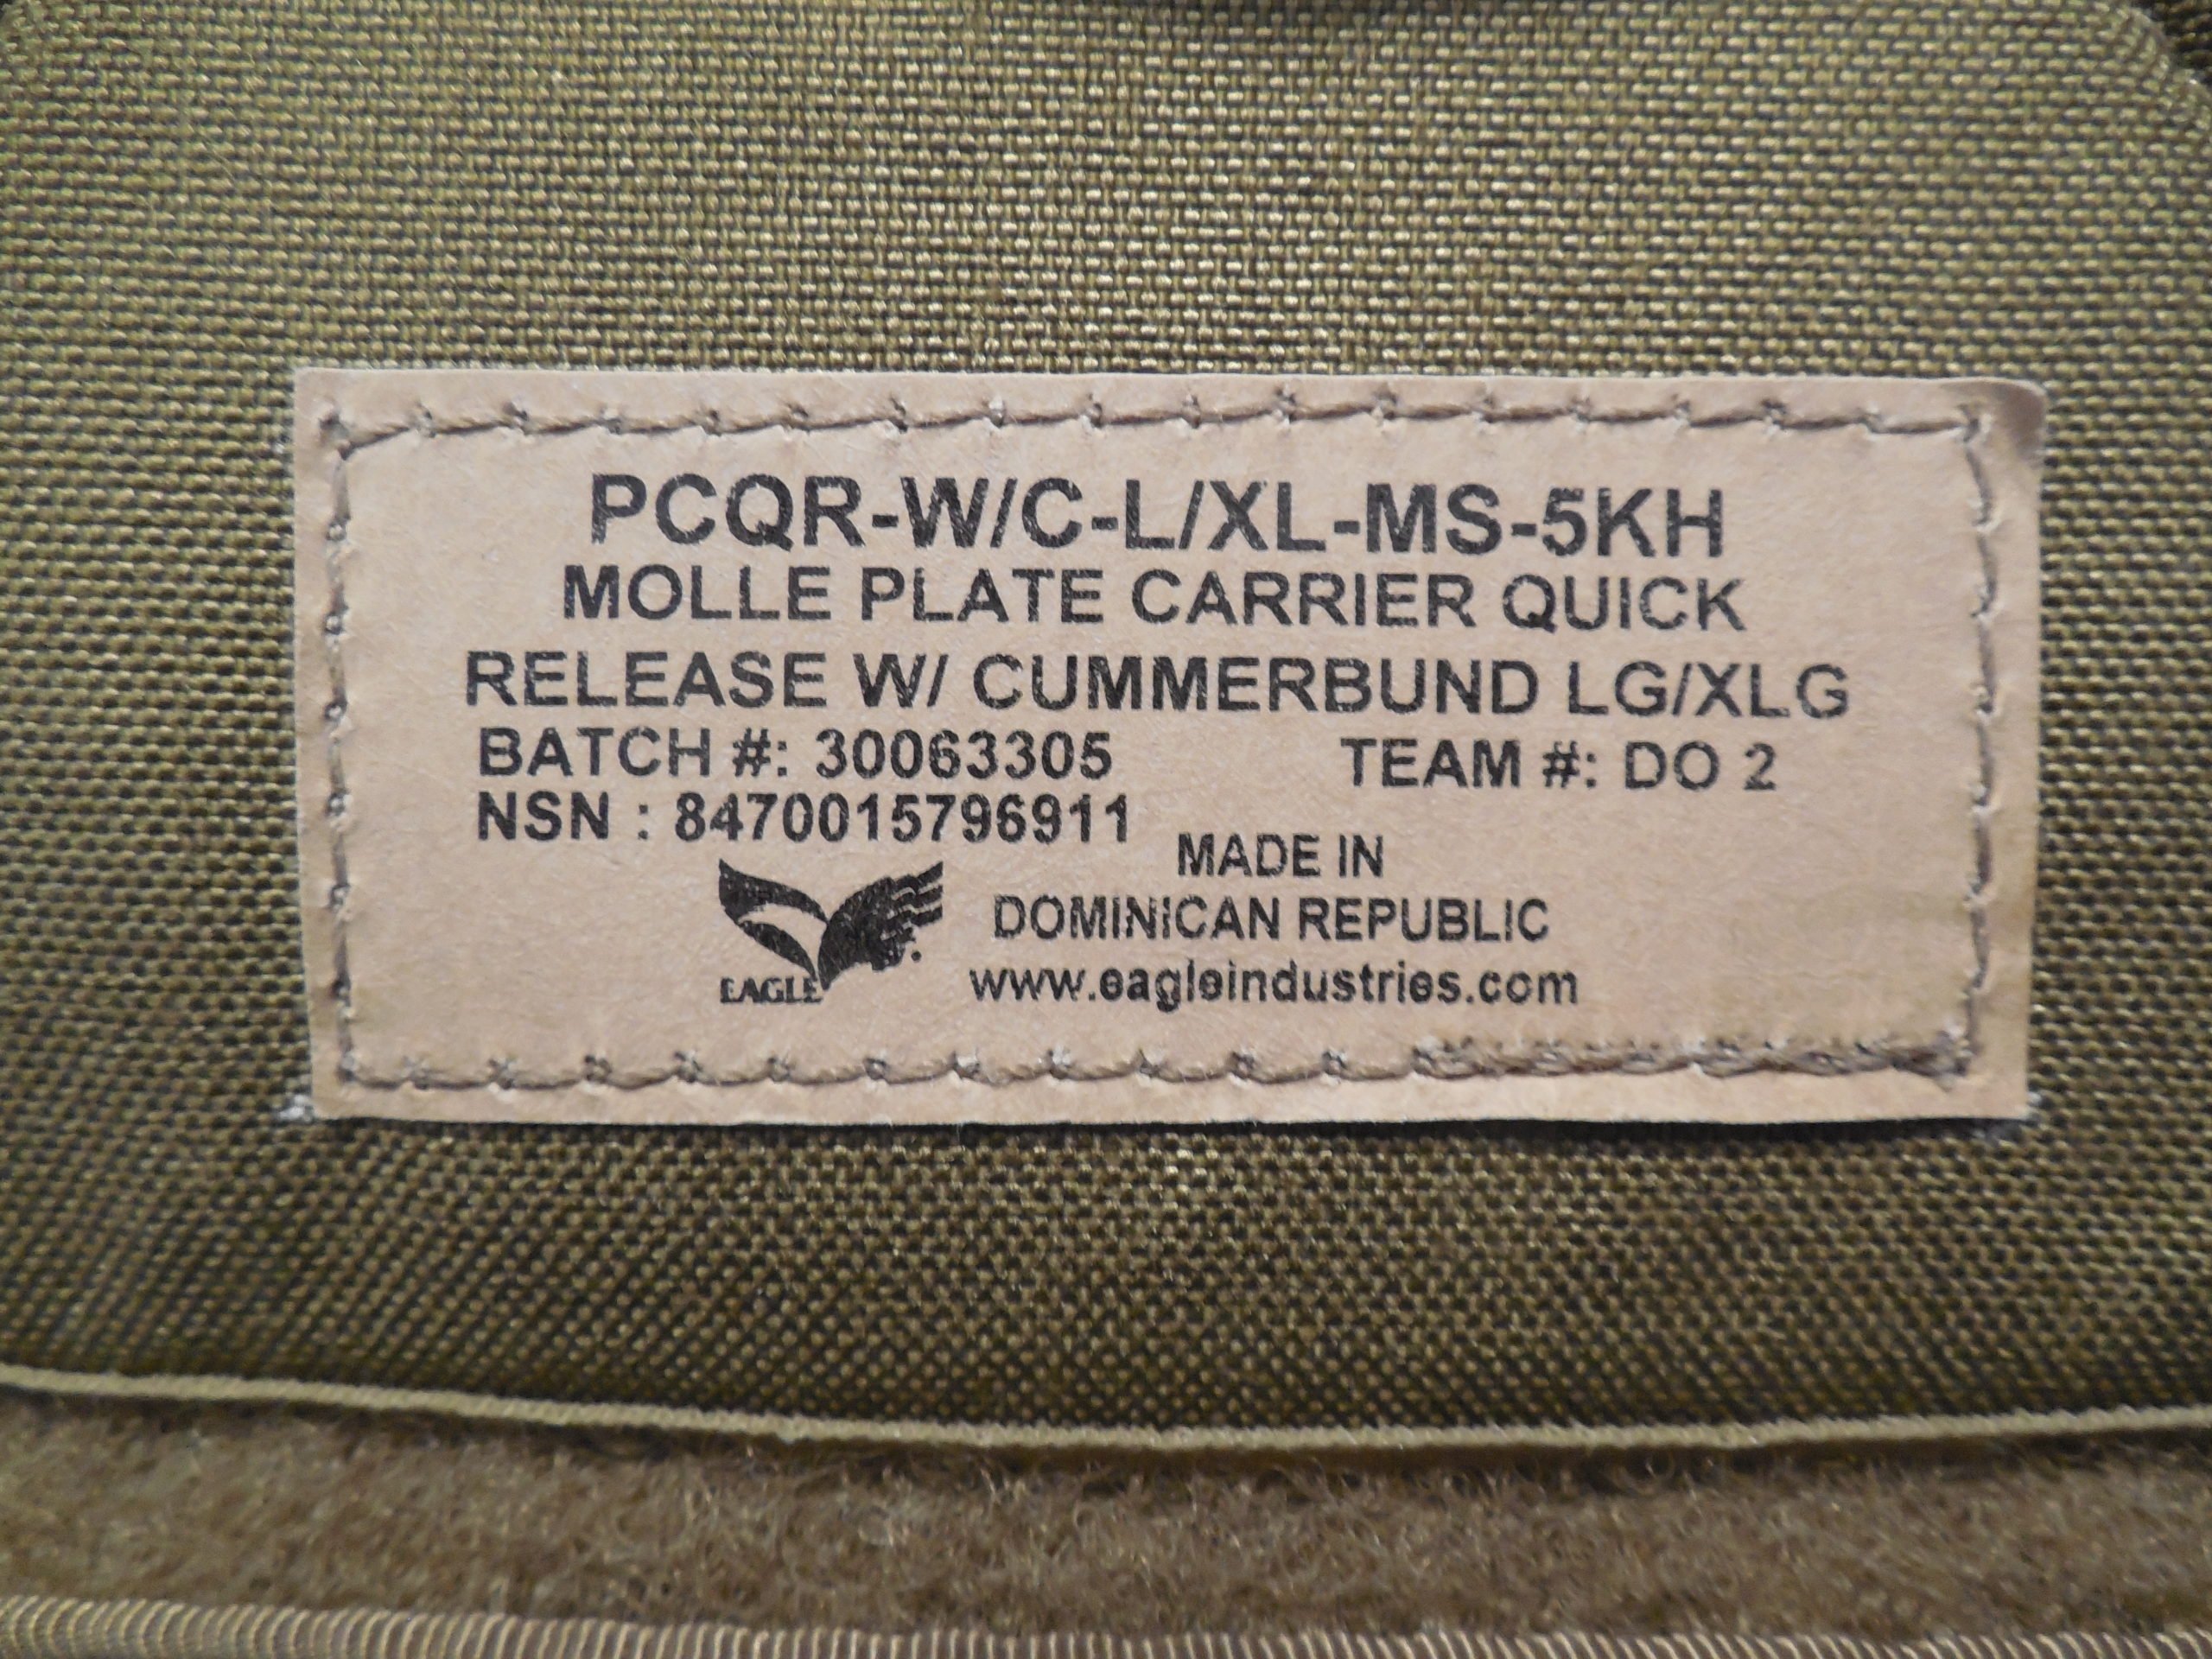 PCQR-W/C-L/XL-MS-5KH
MOLLE PLATE CARRIER QUICK
RELEASE W/ CUMMERBUND LG/XLG
BATCH #: 30063305 TEAM #: DO 2
NSN : 8470015796911
MADE IN
DOMINICAN REPUBLIC
EAGLE www.eagleindustries.com